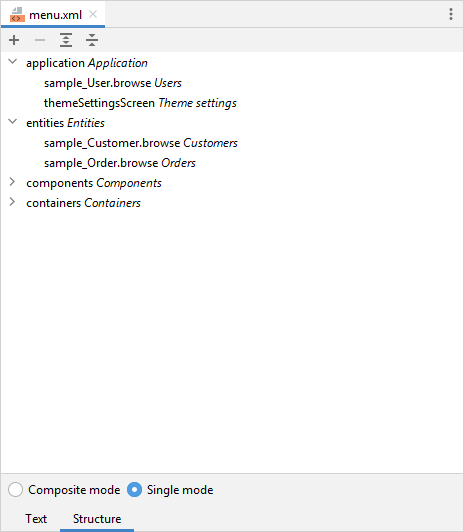 menu.xml
application Application
sample_User.browse Users
themeSettingsScreen Theme settings
entities Entities
sample_Customer.browse Customers
sample_Order.browse Orders
components Components
containers Containers
Composite mode Single mode
Text Structure